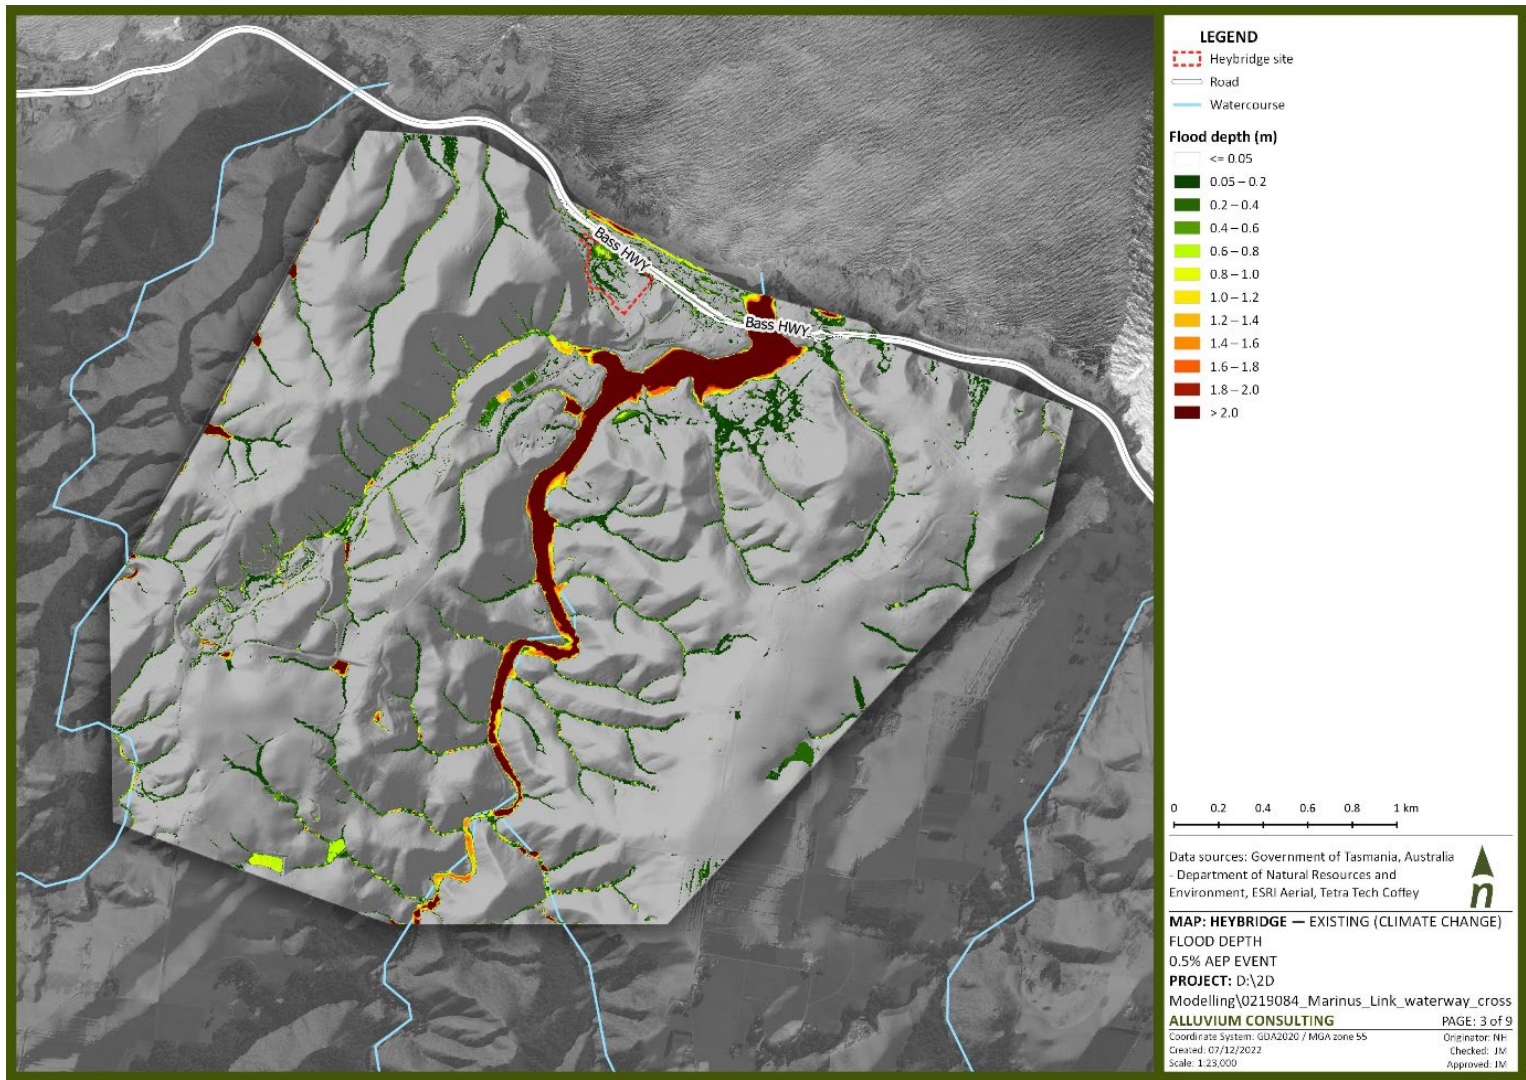 Bass HWY
Bass HWY
LEGEND
Heybridge site
Road
Watercourse
Flood depth (m)
<= 0.05
0.05 – 0.2
0.2 – 0.4
0.4 – 0.6
0.6 – 0.8
0.8 – 1.0
1.0 – 1.2
1.2 – 1.4
1.4 – 1.6
1.6 – 1.8
1.8 – 2.0
> 2.0
0 0.2 0.4 0.6 0.8 1 km
Data sources: Government of Tasmania, Australia
- Department of Natural Resources and
Environment, ESRI Aerial, Tetra Tech Coffey
n
MAP: HEYBRIDGE — EXISTING (CLIMATE CHANGE)
FLOOD DEPTH
0.5% AEP EVENT
PROJECT: D:\2D
Modelling\0219084_Marinus_Link_waterway_cross
ALLUVIUM CONSULTING PAGE: 3 of 9
Coordinate System: GDA2020 / MGA zone 55 Originator: NH
Created: 07/12/2022 Checked: JM
Scale: 1:23,000 Approved: JM